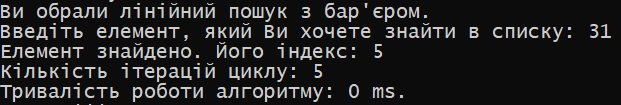 Ви обрали лінійний пошук з бар'єром.
Введіть елемент, який Ви хочете знайти в списку: 31
Елемент знайдено. Його індекс: 5
Кількість ітерацій циклу: 5
Тривалість роботи алгоритму: 0 ms.